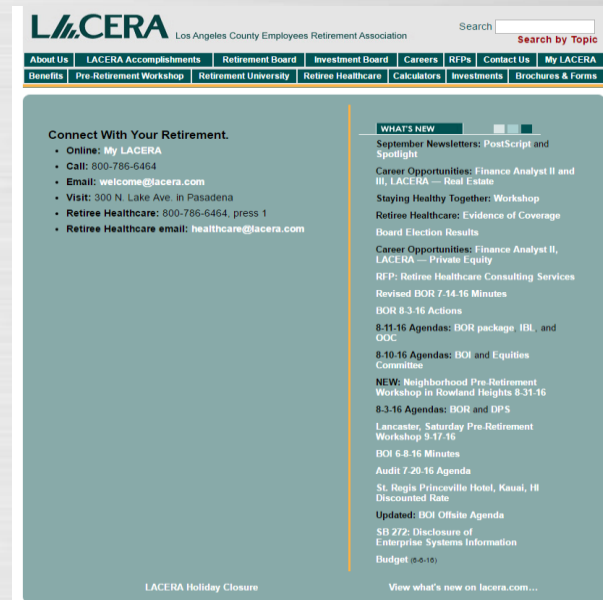 LACERA Los Angeles County Employees Retirement Association
Search
Search by Topic
About Us LACERA Accomplishments Retirement Board Investment Board Careers RFPs Contact Us My LACERA
Benefits Pre-Retirement Workshop Retirement University Retiree Healthcare Calculators Investments Brochures & Forms
Connect With Your Retirement.
• Online: My LACERA
• Call: 800-786-6464
• Email: welcome@lacera.com
• Visit: 300 N. Lake Ave. in Pasadena
• Retiree Healthcare: 800-786-6464, press 1
• Retiree Healthcare email: healthcare@lacera.com
WHAT'S NEW
September Newsletters: PostScript and
Spotlight
Career Opportunities: Finance Analyst II and
III, LACERA — Real Estate
Staying Healthy Together: Workshop
Retiree Healthcare: Evidence of Coverage
Board Election Results
Career Opportunities: Finance Analyst II,
LACERA — Private Equity
RFP: Retiree Healthcare Consulting Services
Revised BOR 7-14-16 Minutes
BOR 8-3-16 Actions
8-11-16 Agendas: BOR package, IBL, and
OOC
8-10-16 Agendas: BOI and Equities
Committee
NEW: Neighborhood Pre-Retirement
Workshop in Rowland Heights 8-31-16
8-3-16 Agendas: BOR and DPS
Lancaster, Saturday Pre-Retirement
Workshop 9-17-16
BOI 6-8-16 Minutes
Audit 7-20-16 Agenda
St. Regis Princeville Hotel, Kauai, HI
Discounted Rate
Updated: BOI Offsite Agenda
SB 272: Disclosure of
Enterprise Systems Information
Budget
LACERA Holiday Closure
View what's new on lacera.com…